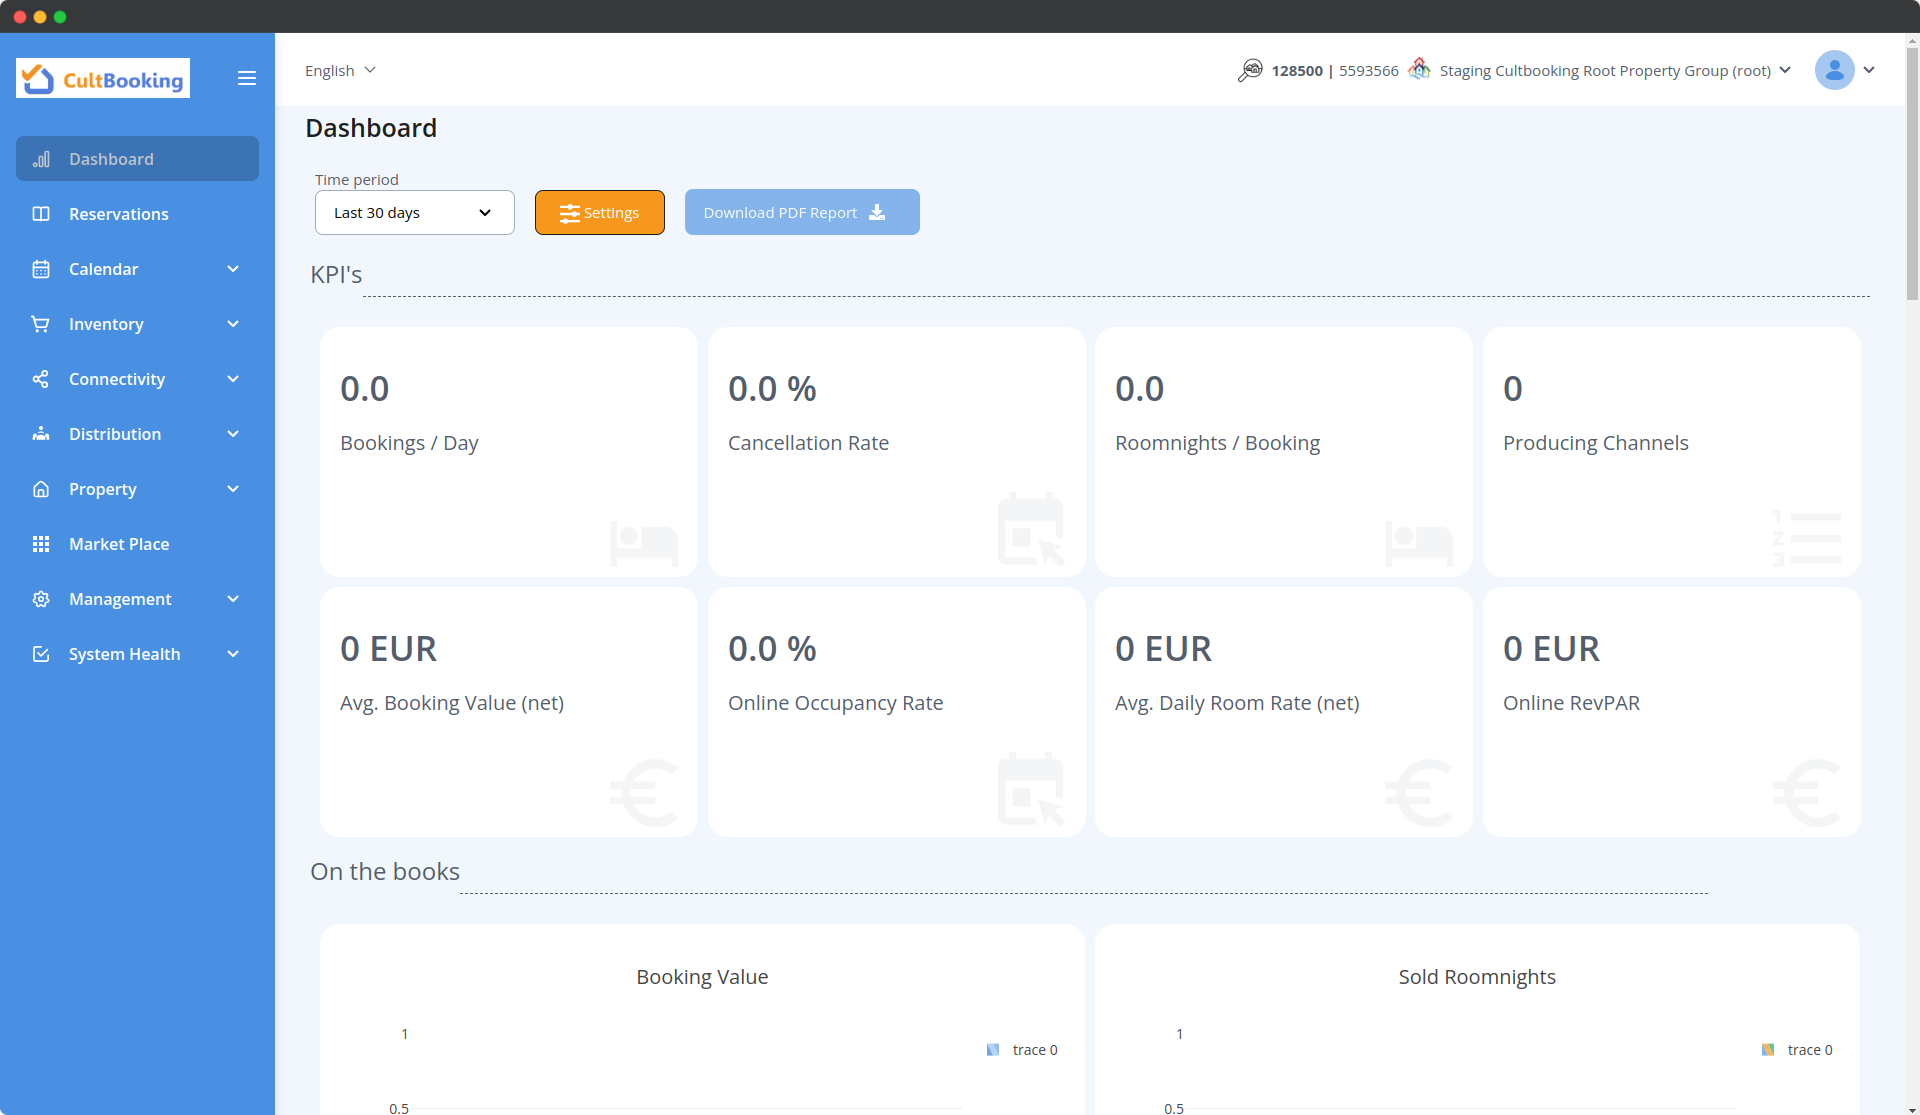 CultBooking
English
128500 | 5593566
Staging Cultbooking Root Property Group (root)
Dashboard
Reservations
Calendar
Inventory
Connectivity
Distribution
Property
Market Place
Management
System Health
Dashboard
Time period
Last 30 days
Settings
Download PDF Report
KPI's
0.0
Bookings / Day
0.0 %
Cancellation Rate
0.0
Roomnights / Booking
0
Producing Channels
1
2
3
0 EUR
Avg. Booking Value (net)
0.0 %
Online Occupancy Rate
0 EUR
Avg. Daily Room Rate (net)
0 EUR
Online RevPAR
On the books
Booking Value
1
trace 0
0.5
Sold Roomnights
1
trace 0
0.5